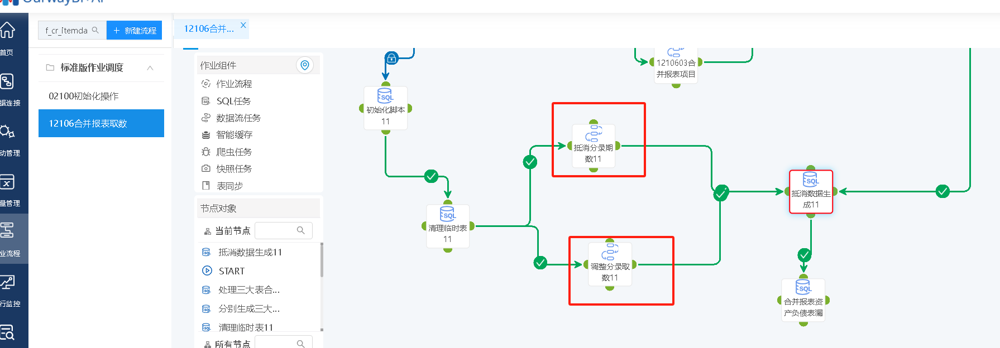 f_cr_itemda
+ 新建流程
12106合并...
X
首页
据连接
动管理
量管理
业流程
行监控
标准版作业调度
02100初始化操作
12106合并报表取数
作业组件
作业流程
SQL任务
数据流任务
智能缓存
爬虫任务
快照任务
表同步
节点对象
当前节点
抵消数据生成11
START
处理三大表合...
分别生成三大...
清理临时表11
所有节点
SQL
初始化脚本
11
SQL
清理临时表
11
1210603合
并报表项目
抵消分录期
数11
调整分录取
数11
SQL
抵消数据生
成11
SQL
合并报表资
产负债表漏